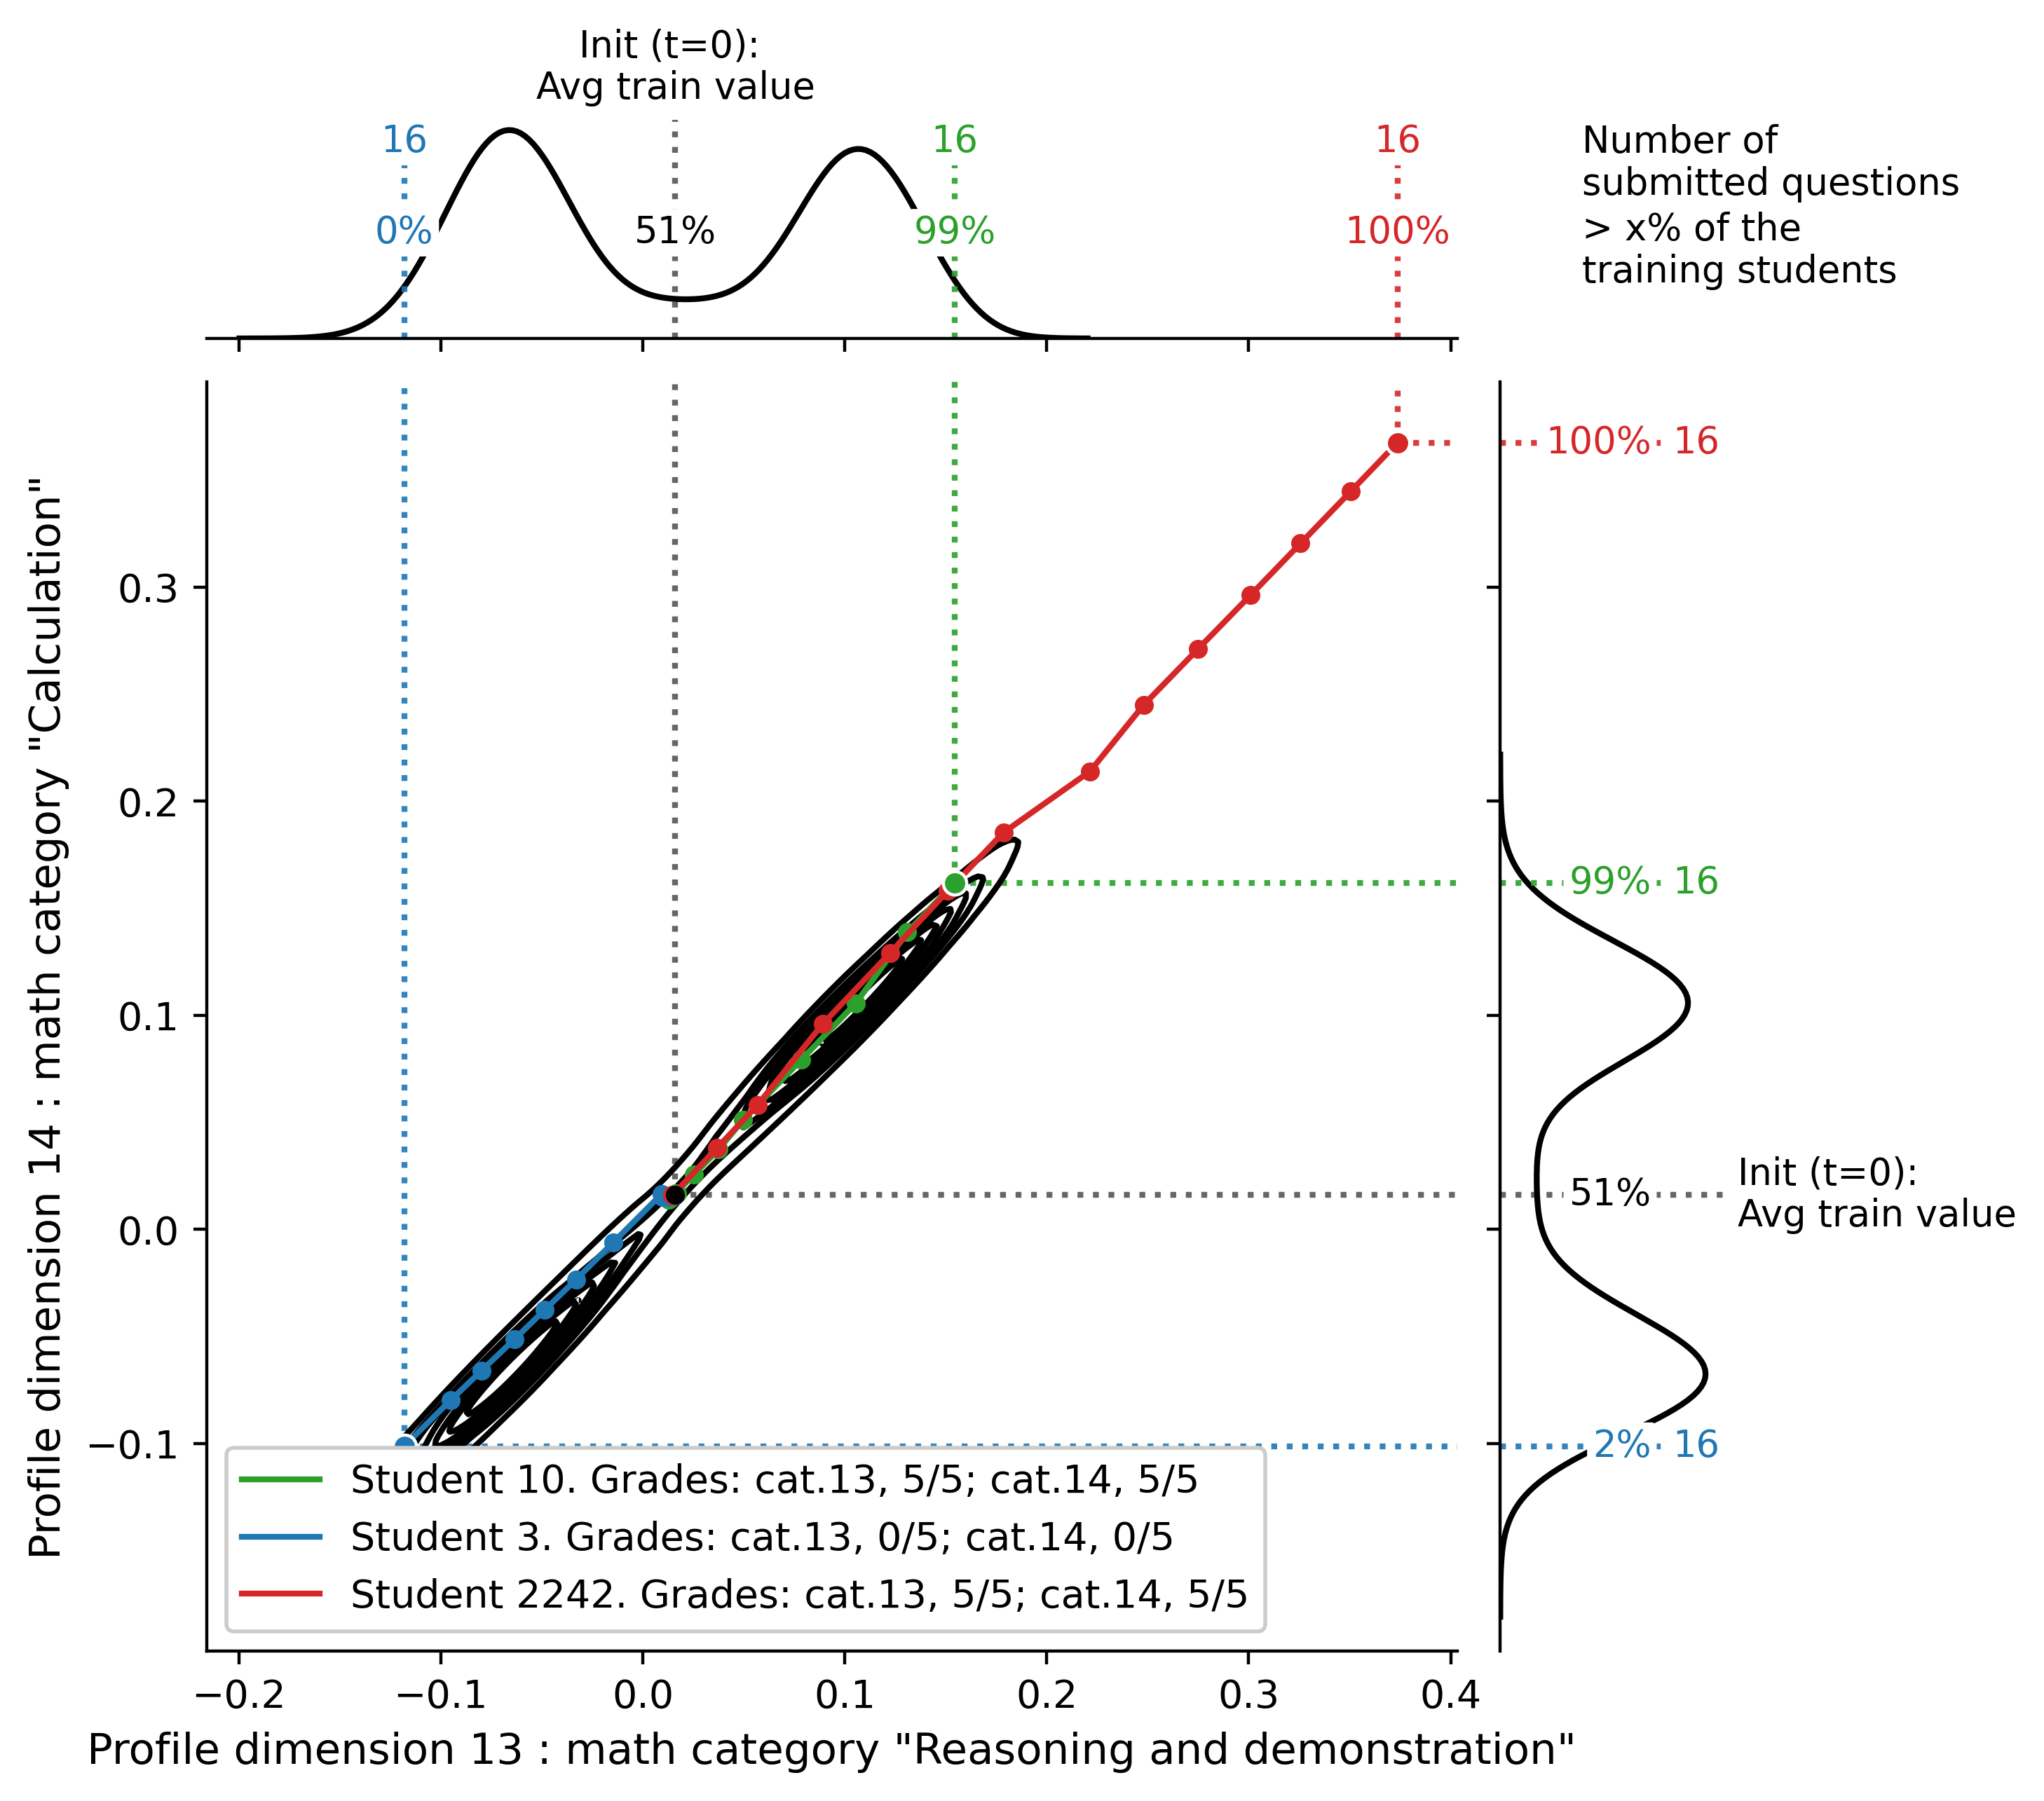 Init (t=0):
Avg train value
16
16
16
0%
51%
99%
100%
Number of
submitted questions
> x% of the
training students
Profile dimension 14 : math category "Calculation"
0.3
0.2
0.1
0.0
−0.1
100%
16
99%
16
51%
Init (t=0):
Avg train value
2%
16
Student 10. Grades: cat.13, 5/5; cat.14, 5/5
Student 3. Grades: cat.13, 0/5; cat.14, 0/5
Student 2242. Grades: cat.13, 5/5; cat.14, 5/5
−0.2
−0.1
0.0
0.1
0.2
0.3
0.4
Profile dimension 13 : math category "Reasoning and demonstration"